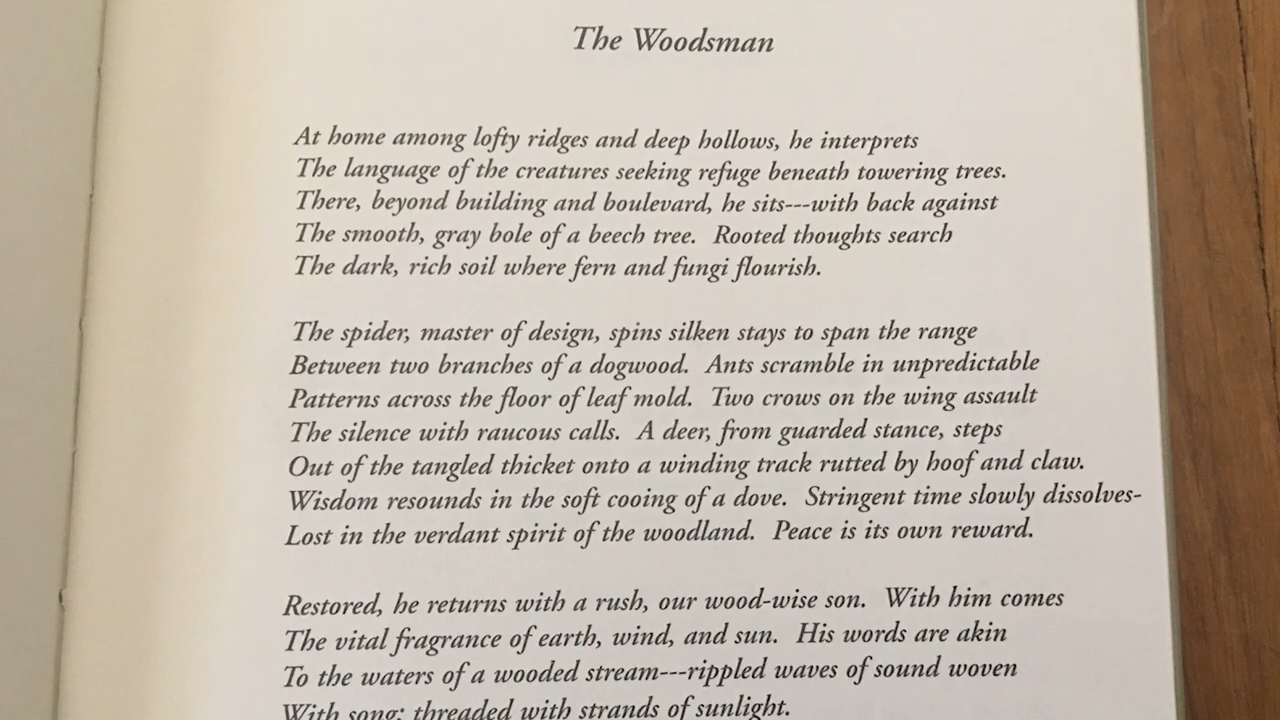 The Woodsman
At home among lofty ridges and deep hollows, he interprets
The language of the creatures seeking refuge beneath towering trees.
There, beyond building and boulevard, he sits---with back against
The smooth, gray bole of a beech tree.  Rooted thoughts search
The dark, rich soil where fern and fungi flourish.
The spider, master of design, spins silken stays to span the range
Between two branches of a dogwood.  Ants scramble in unpredictable
Patterns across the floor of leaf mold.  Two crows on the wing assault
The silence with raucous calls.  A deer, from guarded stance, steps
Out of the tangled thicket onto a winding track rutted by hoof and claw.
Wisdom resounds in the soft cooing of a dove.  Stringent time slowly dissolves-
Lost in the verdant spirit of the woodland.  Peace is its own reward.
Restored, he returns with a rush, our wood-wise son.  With him comes
The vital fragrance of earth, wind, and sun.  His words are akin
To the waters of a wooded stream---rippled waves of sound woven
With song; threaded with strands of sunlight.